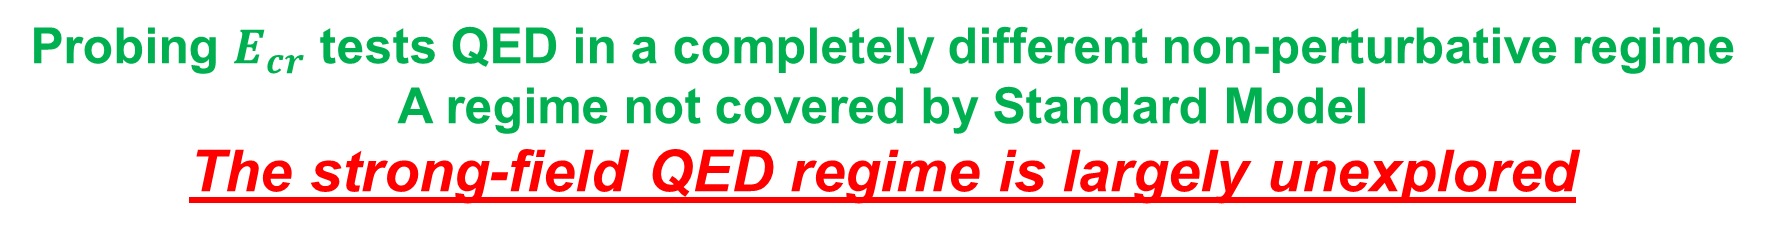 Probing E_cr tests QED in a completely different non-perturbative regime
A regime not covered by Standard Model
The strong-field QED regime is largely unexplored